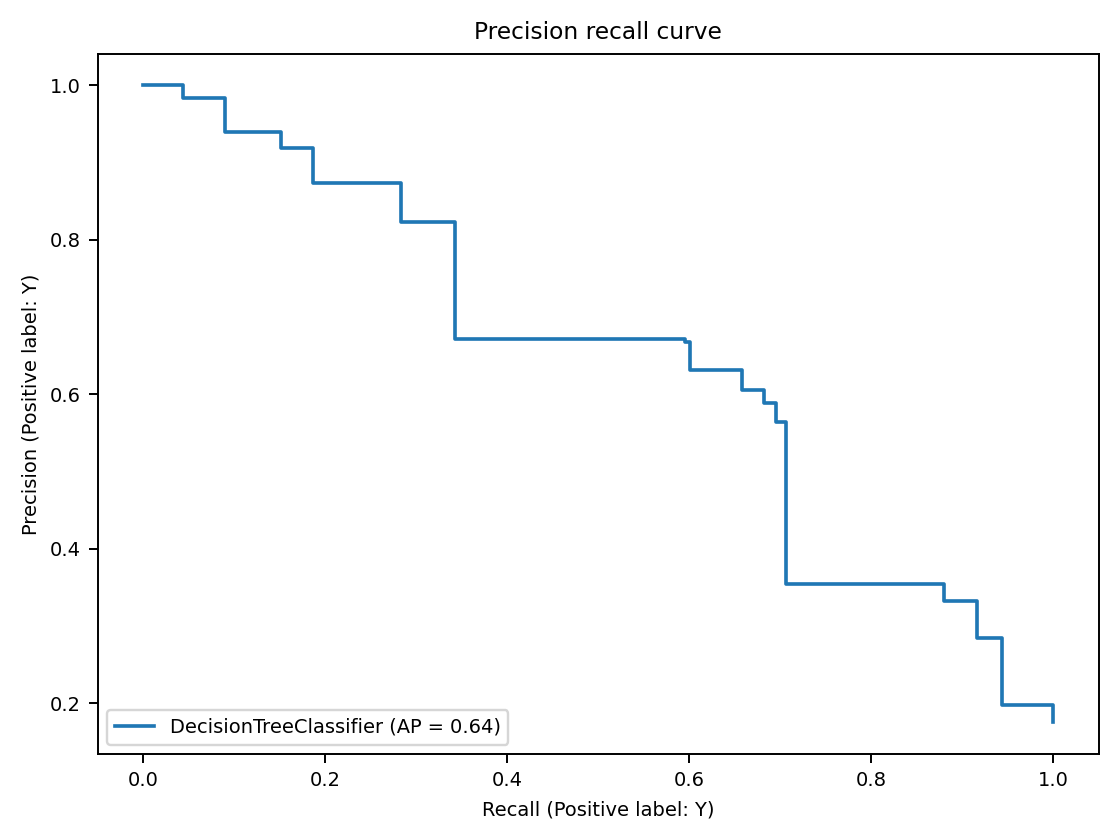 Precision recall curve
1.0
0.8
0.6
0.4
0.2
Precision (Positive label: Y)
DecisionTreeClassifier (AP = 0.64)
0.0 0.2 0.4 0.6 0.8 1.0
Recall (Positive label: Y)